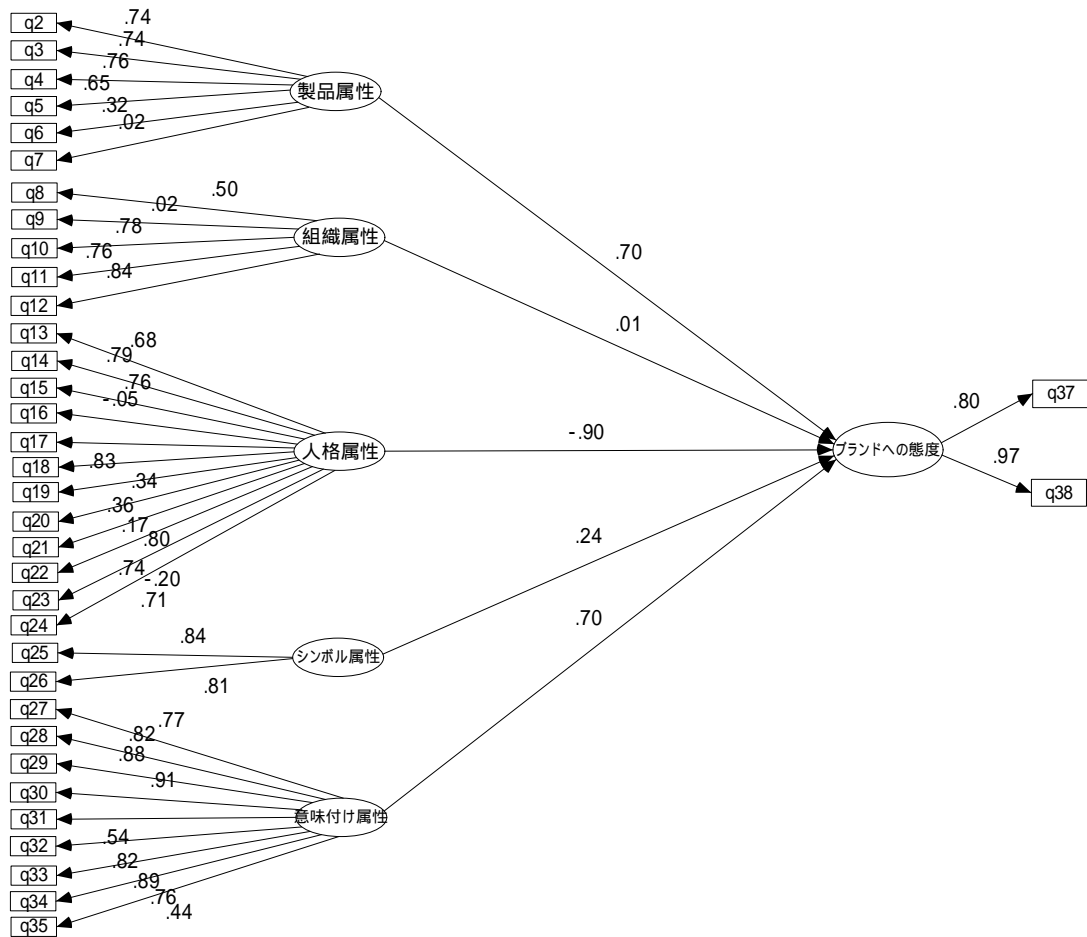 q2
.74
q3
.74
q4
.76
q5
.65
q6
.32
q7
.02
製品属性
q8
.50
q9
.02
q10
.78
q11
.76
q12
.84
組織属性
q13
.68
q14
.79
q15
.76
q16
-.05
q17
q18
.83
q19
.34
q20
.36
q21
.17
q22
.80
q23
.74
-.20
q24
.71
人格属性
q25
.84
q26
.81
シンボル属性
q27
.77
q28
.82
q29
.88
q30
.91
q31
q32
.54
q33
.82
q34
.89
q35
.76
.44
意味付け属性
.70
.01
-.90
.24
.70
ブランドへの態度
.80
q37
.97
q38